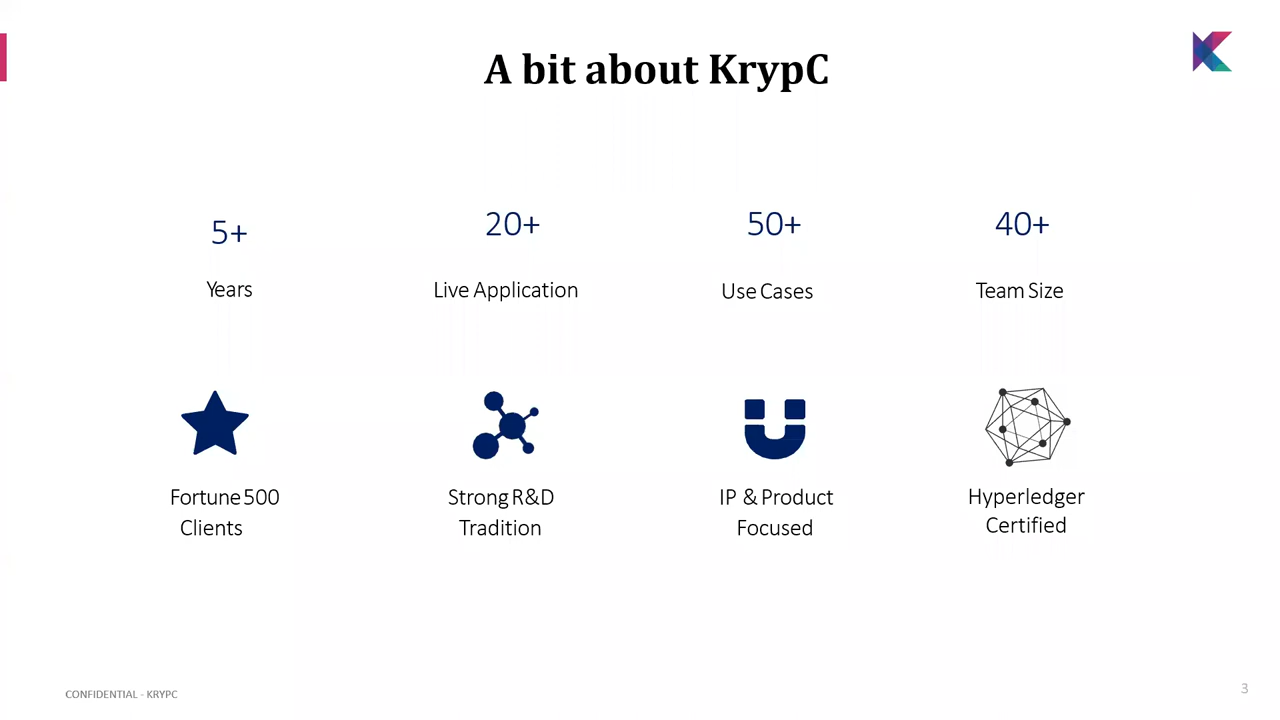 A bit about KrypC
5+
20+
50+
40+
Years
Live Application
Use Cases
Team Size
Fortune 500
Clients
Strong R&D
Tradition
IP & Product
Focused
Hyperledger
Certified
CONFIDENTIAL - KRYPC
3